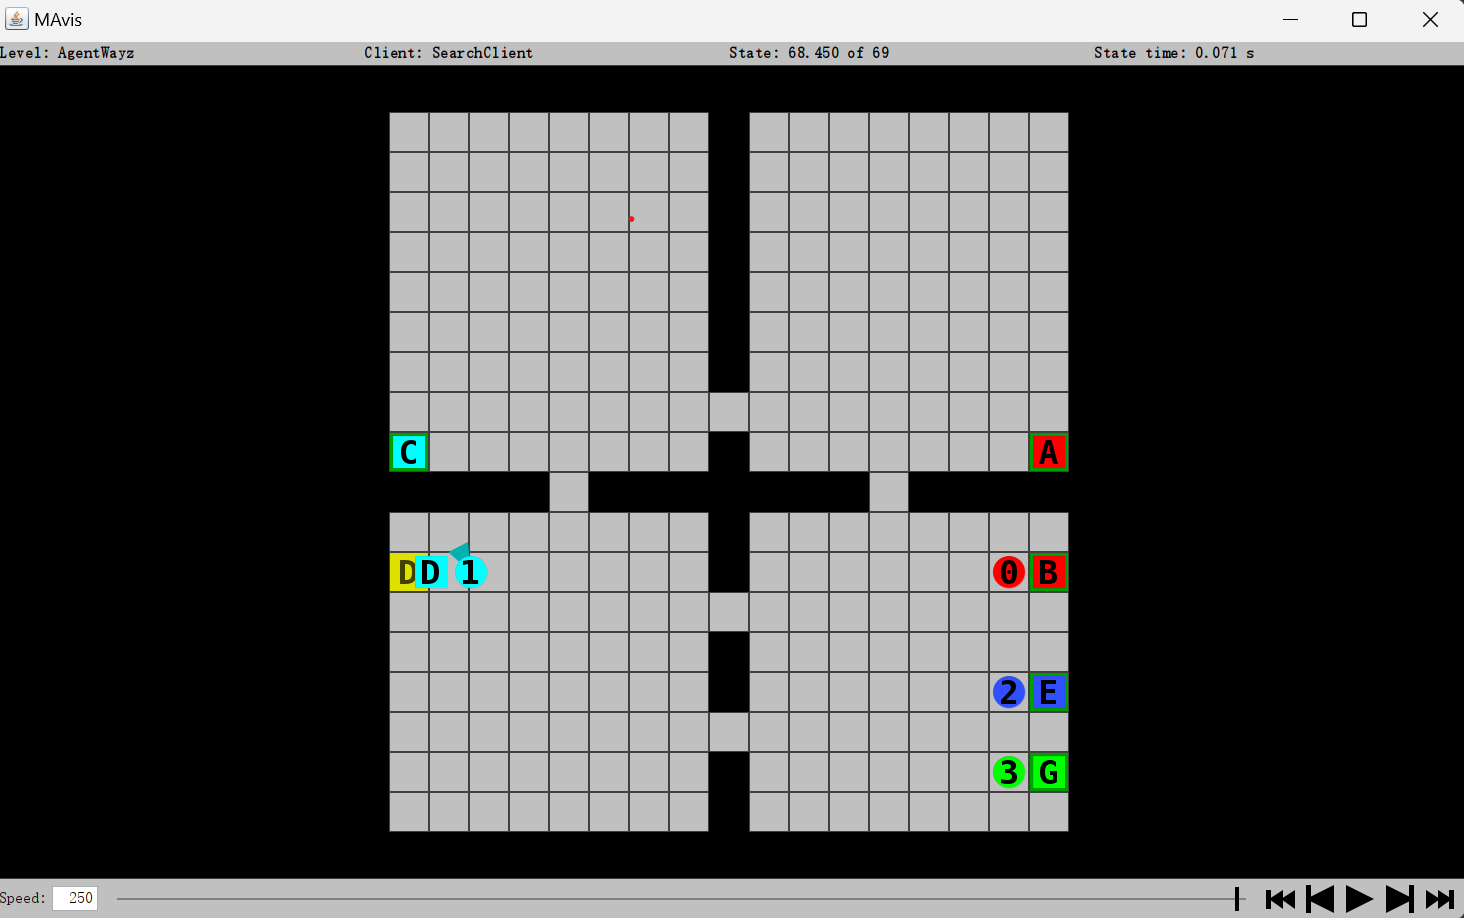 MAvis
Level: AgentWayz Client: SearchClient State: 68.450 of 69 State time: 0.071 s
C A
D D 1 0 B
2 E
3 G
Speed: 250